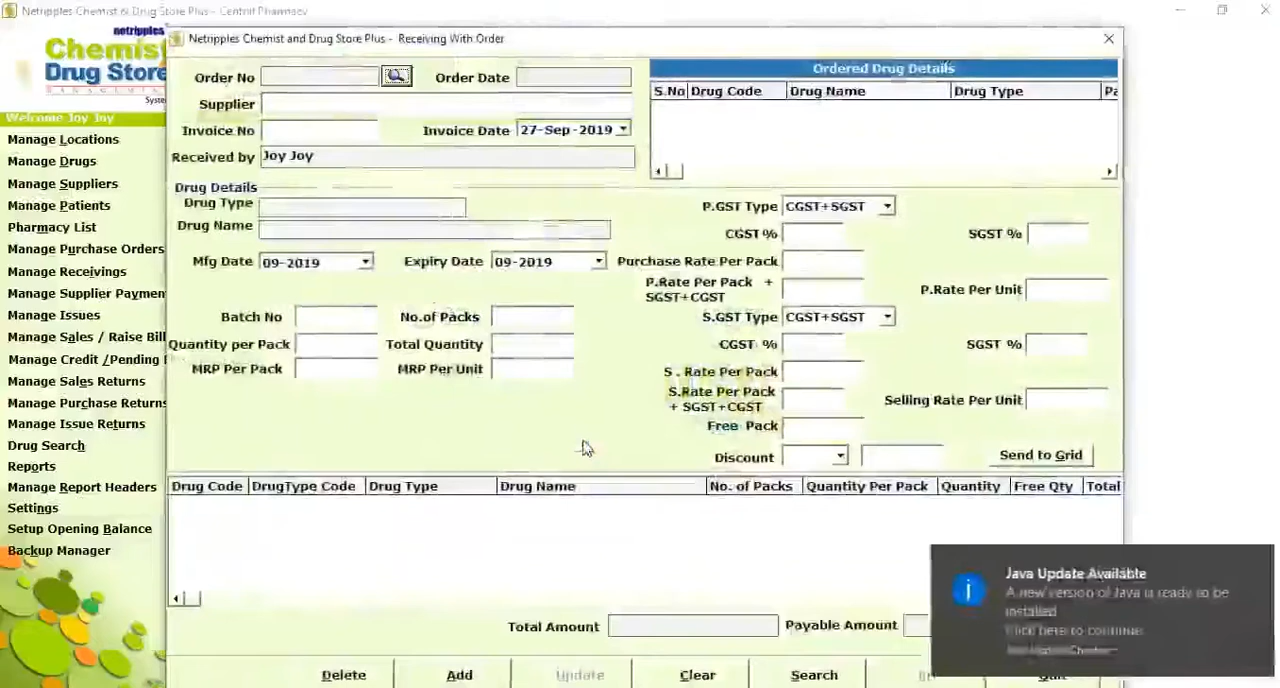 Netripples Chemist & Drug Store Plus - Centrif Pharmacy
netripples
Chemist
Drug Store
MANAGEMENT
System
Welcome Joy Joy
Manage Locations
Manage Drugs
Manage Suppliers
Manage Patients
Pharmacy List
Manage Purchase Orders
Manage Receivings
Manage Supplier Paymen
Manage Issues
Manage Sales / Raise Bill
Manage Credit /Pending
Manage Sales Returns
Manage Purchase Returns
Manage Issue Returns
Drug Search
Reports
Manage Report Headers
Settings
Setup Opening Balance
Backup Manager
Netripples Chemist and Drug Store Plus - Receiving With Order
Order No
Order Date
Supplier
Invoice No
Invoice Date 27-Sep-2019
Received by Joy Joy
Ordered Drug Details
S.No Drug Code Drug Name Drug Type Pa
Drug Details
Drug Type
Drug Name
Mfg Date 09-2019
Expiry Date 09-2019
Batch No
No.of Packs
Quantity per Pack
Total Quantity
MRP Per Pack
MRP Per Unit
P.GST Type CGST+SGST
CGST %
SGST %
Purchase Rate Per Pack
P.Rate Per Pack +
SGST+CGST
P.Rate Per Unit
S.GST Type CGST+SGST
CGST %
SGST %
S . Rate Per Pack
S.Rate Per Pack
+ SGST+CGST
Selling Rate Per Unit
Free Pack
Discount
Send to Grid
Drug Code DrugType Code Drug Type Drug Name No. of Packs Quantity Per Pack Quantity Free Qty Total
Total Amount
Payable Amount
Delete Add Update Clear Search
Java Update Available
A new version of Java is ready to be
installed
Click here to continue.